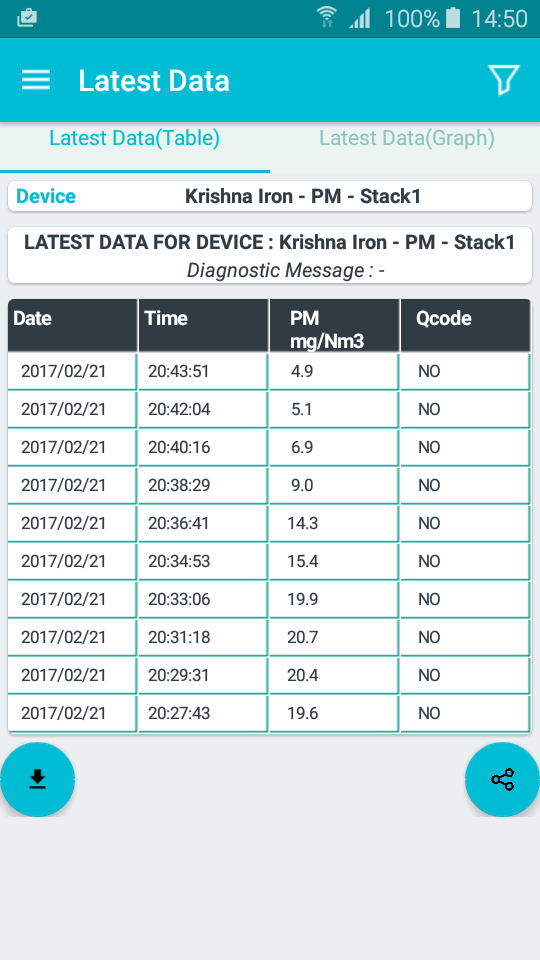 100% 14:50
Latest Data
Latest Data(Table) Latest Data(Graph)
Device Krishna Iron - PM - Stack1
LATEST DATA FOR DEVICE : Krishna Iron - PM - Stack1
Diagnostic Message : -
Date Time PM mg/Nm3 Qcode
2017/02/21 20:43:51 4.9 NO
2017/02/21 20:42:04 5.1 NO
2017/02/21 20:40:16 6.9 NO
2017/02/21 20:38:29 9.0 NO
2017/02/21 20:36:41 14.3 NO
2017/02/21 20:34:53 15.4 NO
2017/02/21 20:33:06 19.9 NO
2017/02/21 20:31:18 20.7 NO
2017/02/21 20:29:31 20.4 NO
2017/02/21 20:27:43 19.6 NO